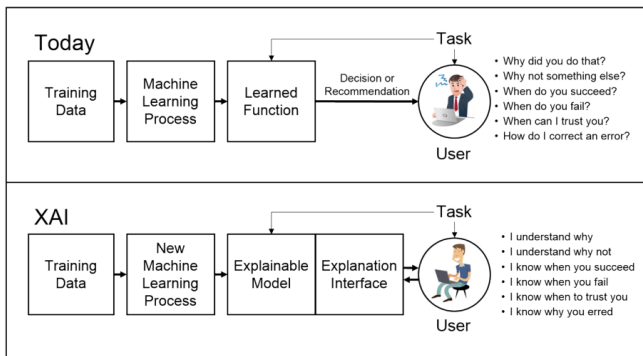 Today
Task
Training
Data
Machine
Learning
Process
Learned
Function
Decision or
Recommendation
User
• Why did you do that?
• Why not something else?
• When do you succeed?
• When do you fail?
• When can I trust you?
• How do I correct an error?
XAI
Task
Training
Data
New
Machine
Learning
Process
Explainable
Model
Explanation
Interface
User
• I understand why
• I understand why not
• I know when you succeed
• I know when you fail
• I know when to trust you
• I know why you erred